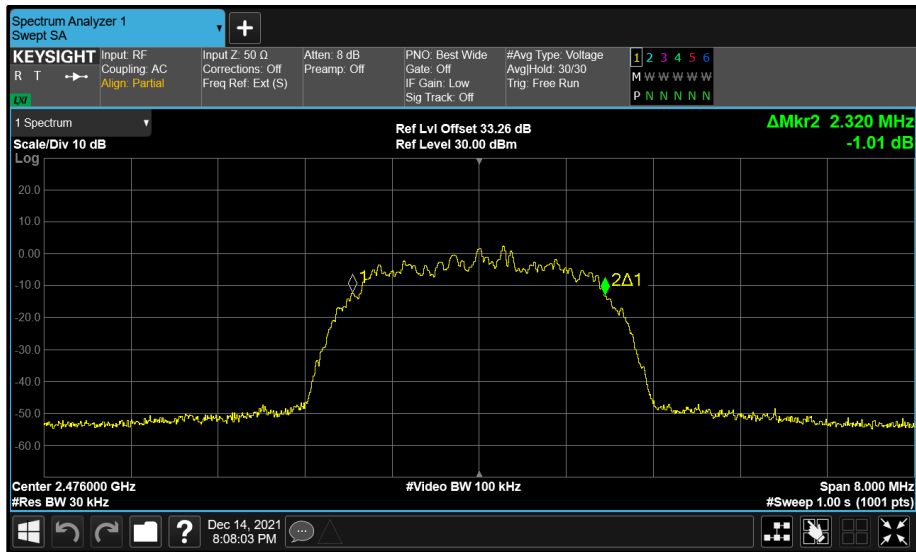 Spectrum Analyzer 1
Swept SA
+
KEYSIGHT
R T
LXI
Input: RF
Coupling: AC
Align: Partial
Input Z: 50 Ω
Corrections: Off
Freq Ref: Ext (S)
Atten: 8 dB
Preamp: Off
PNO: Best Wide
Gate: Off
IF Gain: Low
Sig Track: Off
#Avg Type: Voltage
Avg|Hold: 30/30
Trig: Free Run
1 2 3 4 5 6
M W W W W W
P N N N N N
1 Spectrum
Scale/Div 10 dB
Log
Ref Lvl Offset 33.26 dB
Ref Level 30.00 dBm
ΔMkr2 2.320 MHz
-1.01 dB
20.0
10.0
0.00
-10.0
-20.0
-30.0
-40.0
-50.0
-60.0
1
2Δ1
Center 2.476000 GHz
#Res BW 30 kHz
#Video BW 100 kHz
Span 8.000 MHz
#Sweep 1.00 s (1001 pts)
?
Dec 14, 2021
8:08:03 PM